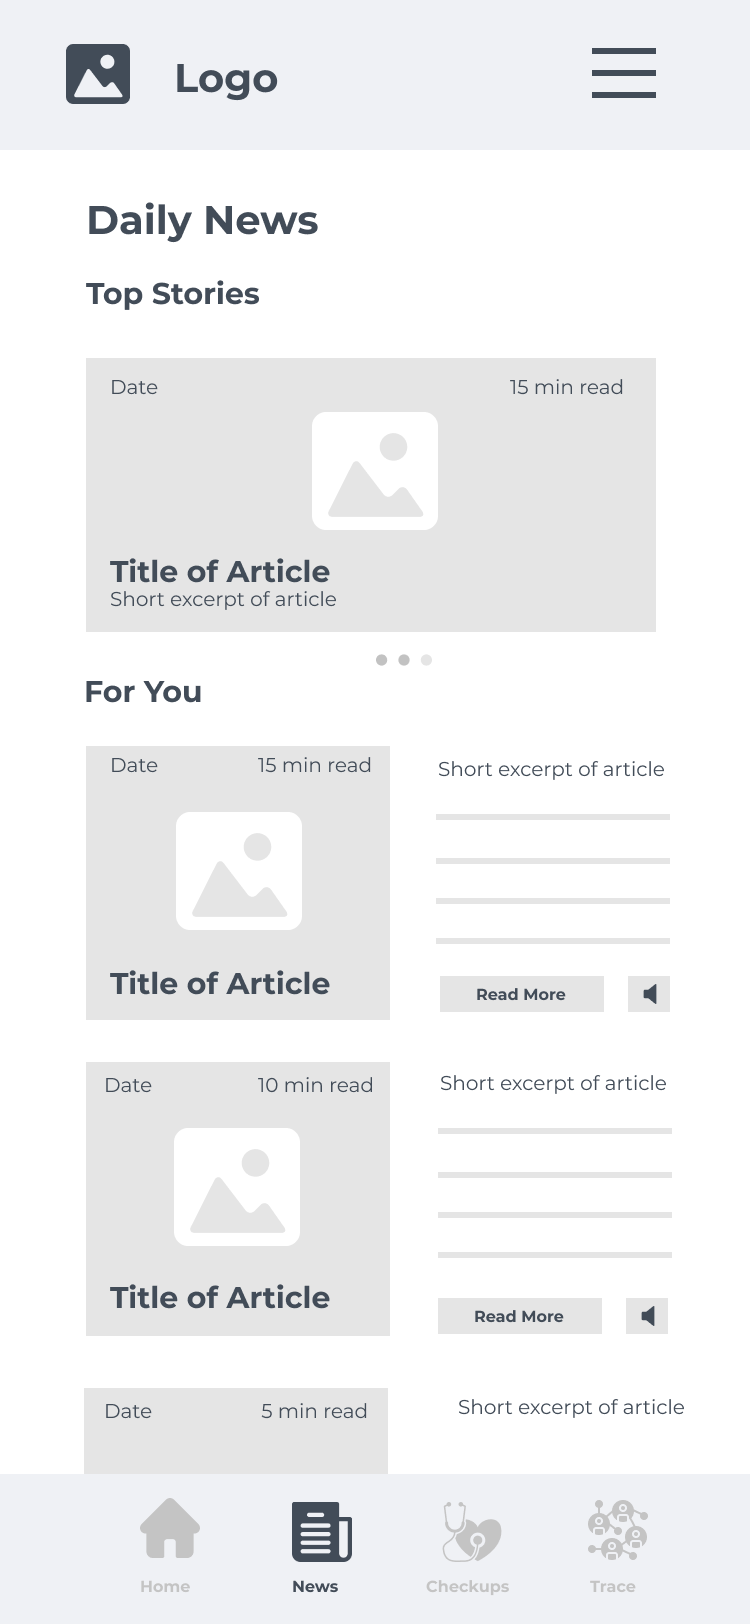 Logo
Daily News
Top Stories
Date 15 min read
Title of Article
Short excerpt of article
For You
Date 15 min read
Title of Article
Short excerpt of article
Read More
Date 10 min read
Title of Article
Short excerpt of article
Read More
Date 5 min read
Short excerpt of article
Home News Checkups Trace